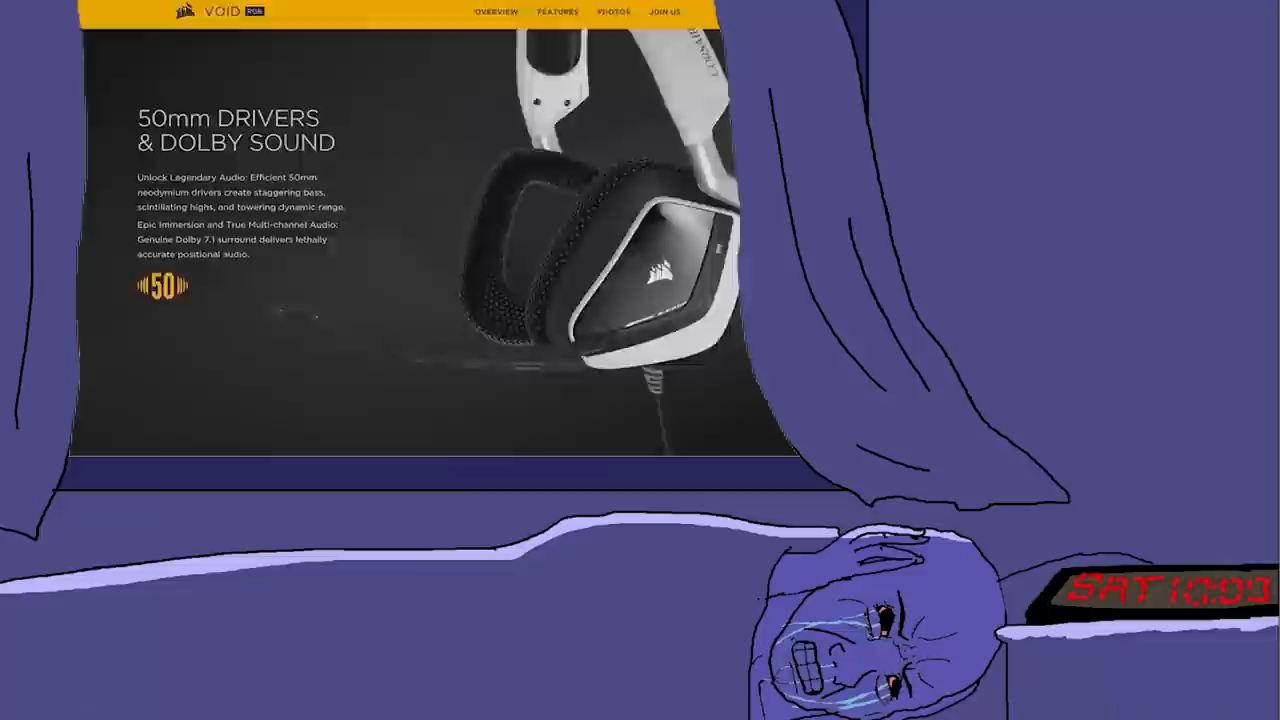 VOID RGB
OVERVIEW FEATURES PHOTOS JOIN US
CORSAIR
50mm DRIVERS
& DOLBY SOUND
Unlock Legendary Audio: Efficient 50mm
neodymium drivers create staggering bass,
scintillating highs, and towering dynamic range.
Epic Immersion and True Multi-channel Audio:
Genuine Dolby 7.1 surround delivers lethally
accurate positional audio.
50
SAT 10:00